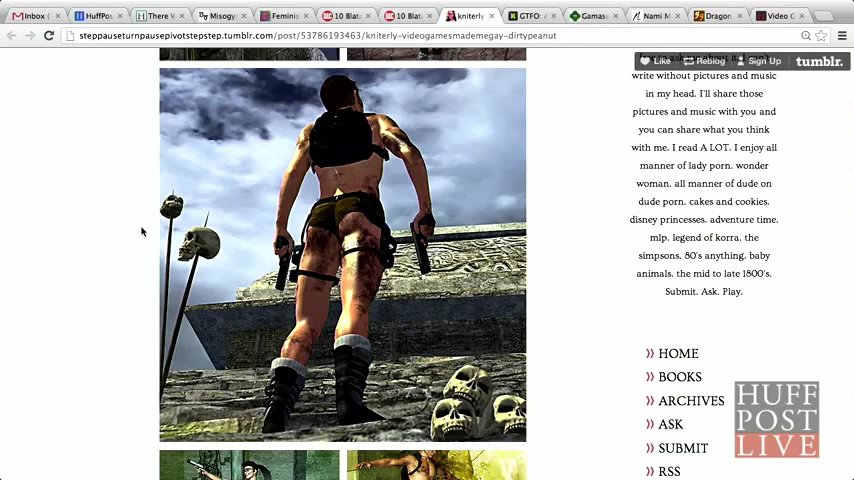 Inbox (
HuffPos
There V
Misogy
Feminis
10 Blata
10 Blat
kniterly
GTFO:
Gamas
Nami M
Dragon
Video G
steppauseturnpausepivotstepstep.tumblr.com/post/53786193463/kniterly-videogamesmademegay-dirtypeanut
Like Reblog Sign Up tumblr.
write without pictures and music
in my head. I'll share those
pictures and music with you and
you can share what you think
with me. I read A LOT. I enjoy all
manner of lady porn. wonder
woman. all manner of dude on
dude porn. cakes and cookies.
disney princesses. adventure time.
mlp. legend of korra. the
simpsons. 80's anything. baby
animals. the mid to late 1800's.
Submit. Ask. Play.
HOME
BOOKS
ARCHIVES
ASK
SUBMIT
RSS
HUFF
POST
LIVE